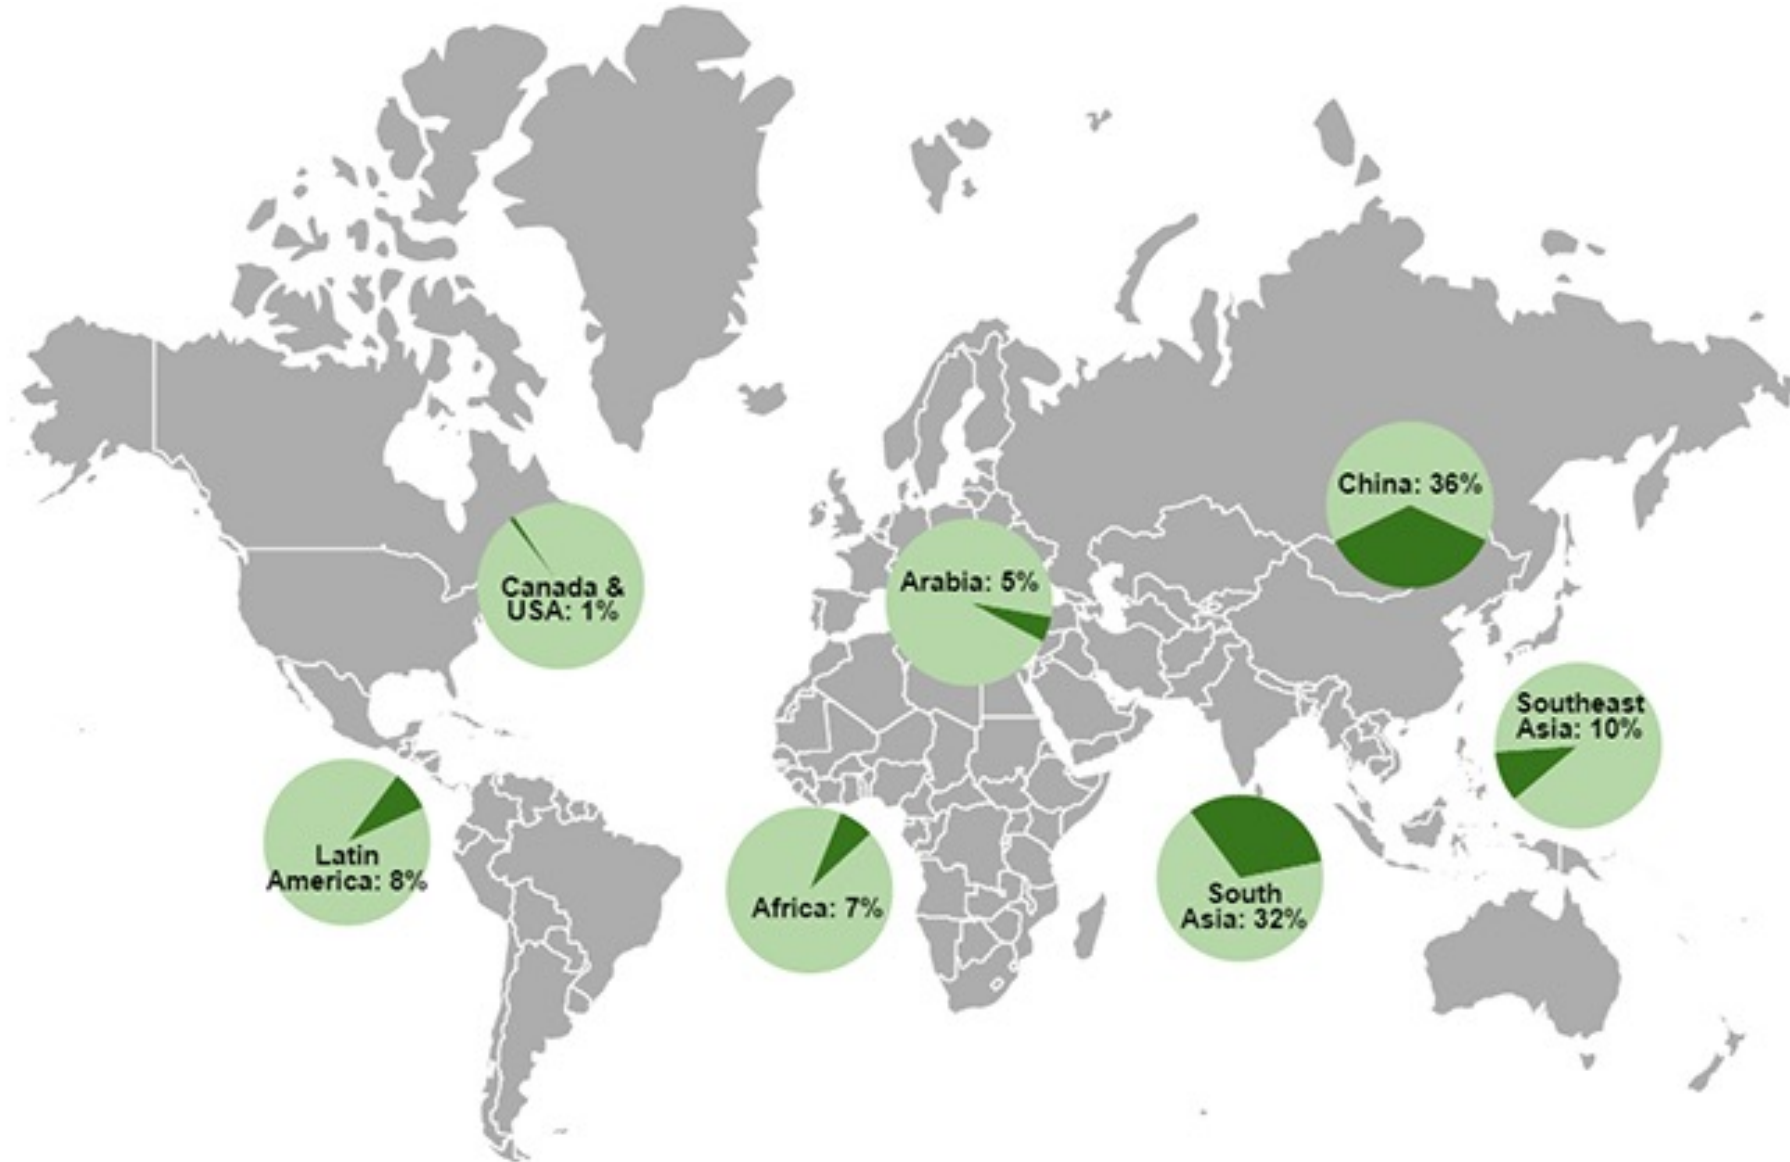 China: 36%
Canada &
USA: 1%
Arabia: 5%
Southeast
Asia: 10%
Latin
America: 8%
Africa: 7%
South
Asia: 32%